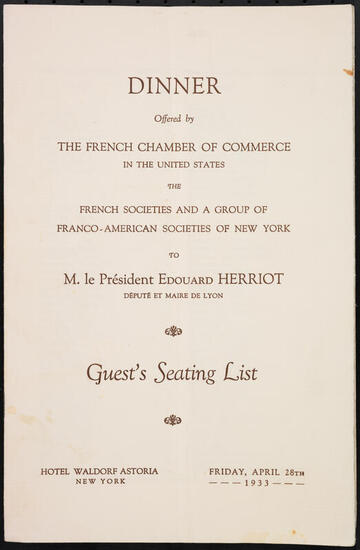 DINNER
Offered by
THE FRENCH CHAMBER OF COMMERCE
IN THE UNITED STATES
THE
FRENCH SOCIETIES AND A GROUP OF
FRANCO-AMERICAN SOCIETIES OF NEW YORK
TO
M. le Président EDOUARD HERRIOT
DÉPUTÉ ET MAIRE DE LYON
Guest's Seating List
HOTEL WALDORF ASTORIA
NEW YORK
FRIDAY, APRIL 28TH
- - - 1933 - - -